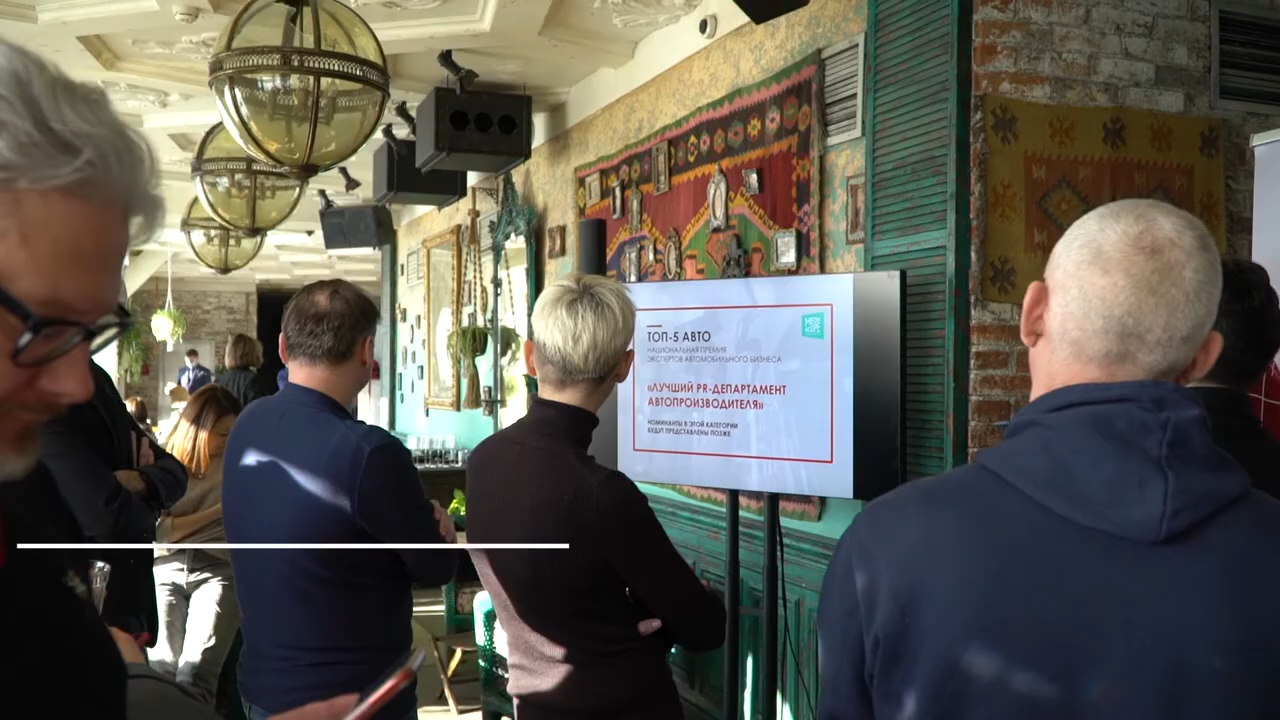 ТОП-5 АВТО
НАЦИОНАЛЬНАЯ ПРЕМИЯ
ЭКСПЕРТОВ АВТОМОБИЛЬНОГО БИЗНЕСА
«ЛУЧШИЙ PR-ДЕПАРТАМЕНТ
АВТОПРОИЗВОДИТЕЛЯ»
НОМИНАНТЫ В ЭТОЙ КАТЕГОРИИ
БУДУТ ПРЕДСТАВЛЕНЫ ПОЗЖЕ